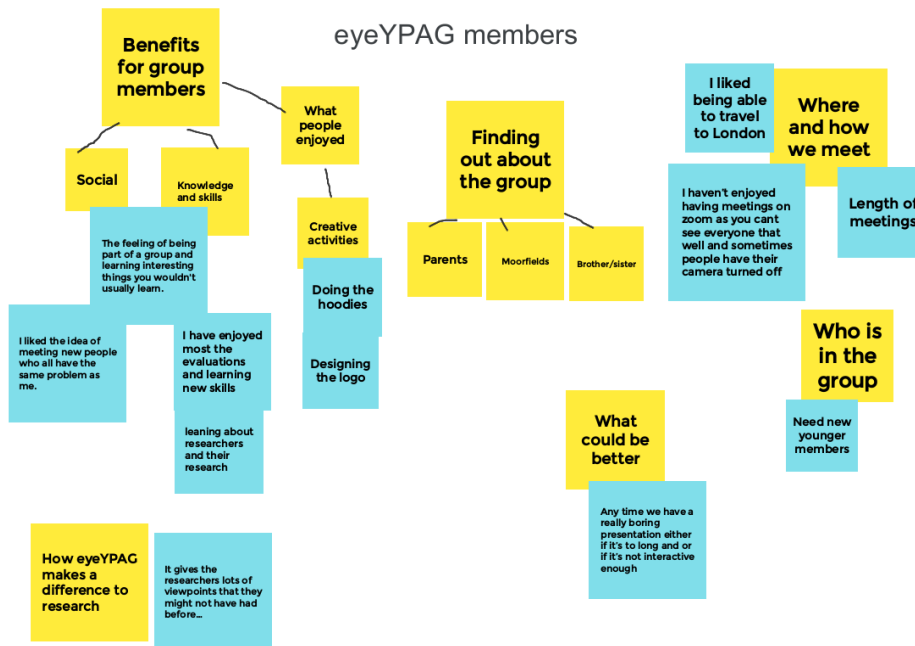 eyeYPAG members
Benefits
for group
members
What
people
enjoyed
Social
Knowledge
and skills
The feeling of being
part of a group and
learning interesting
things you wouldn't
usually learn.
I liked the idea of
meeting new people
who all have the
same problem as
me.
I have enjoyed
most the
evaluations
and learning
new skills
leaning about
researchers
and their
research
Creative
activities
Doing the
hoodies
Designing
the logo
Finding
out about
the group
Parents
Moorfields
Brother/sister
I liked
being able
to travel
to London
Where
and how
we meet
I haven't enjoyed
having meetings on
zoom as you cant
see everyone that
well and sometimes
people have their
camera turned off
Length of
meetings
Who is
in the
group
Need new
younger
members
What
could be
better
Any time we have a
really boring
presentation either
if it's to long and or
if it's not interactive
enough
How eyeYPAG
makes a
difference to
research
It gives the
researchers lots of
viewpoints that they
might not have had
before...